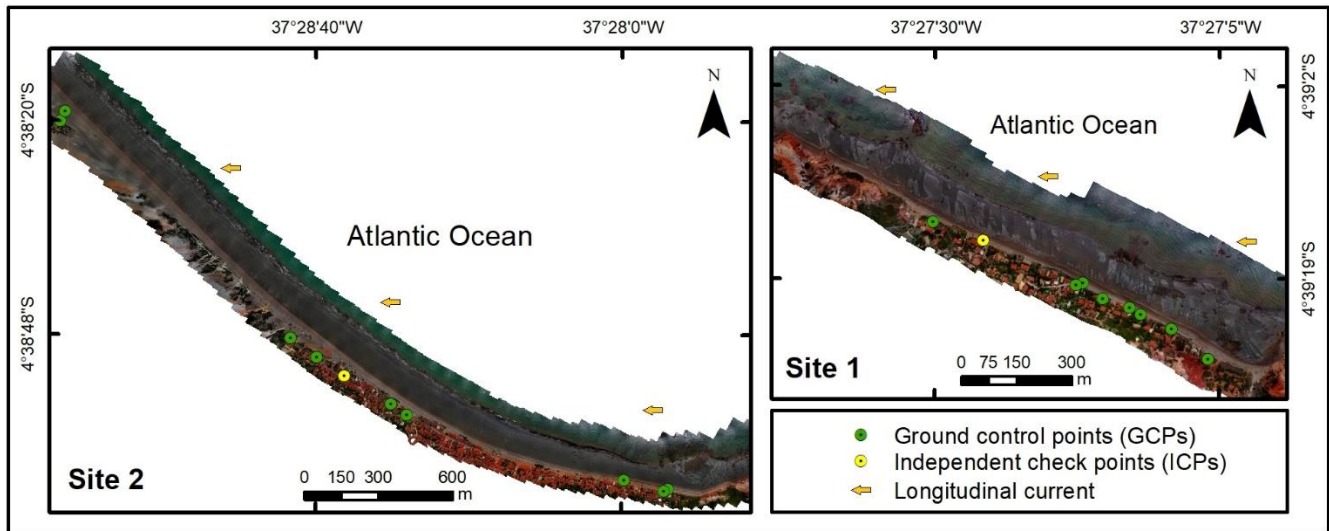 37°28'40"W
37°28'0"W
4°38'20"S
4°38'48"S
N
Atlantic Ocean
Site 2
0 150 300 600
m
37°27'30"W
37°27'5"W
4°39'2"S
4°39'19"S
N
Atlantic Ocean
Site 1
0 75 150 300
m
Ground control points (GCPs)
Independent check points (ICPs)
Longitudinal current